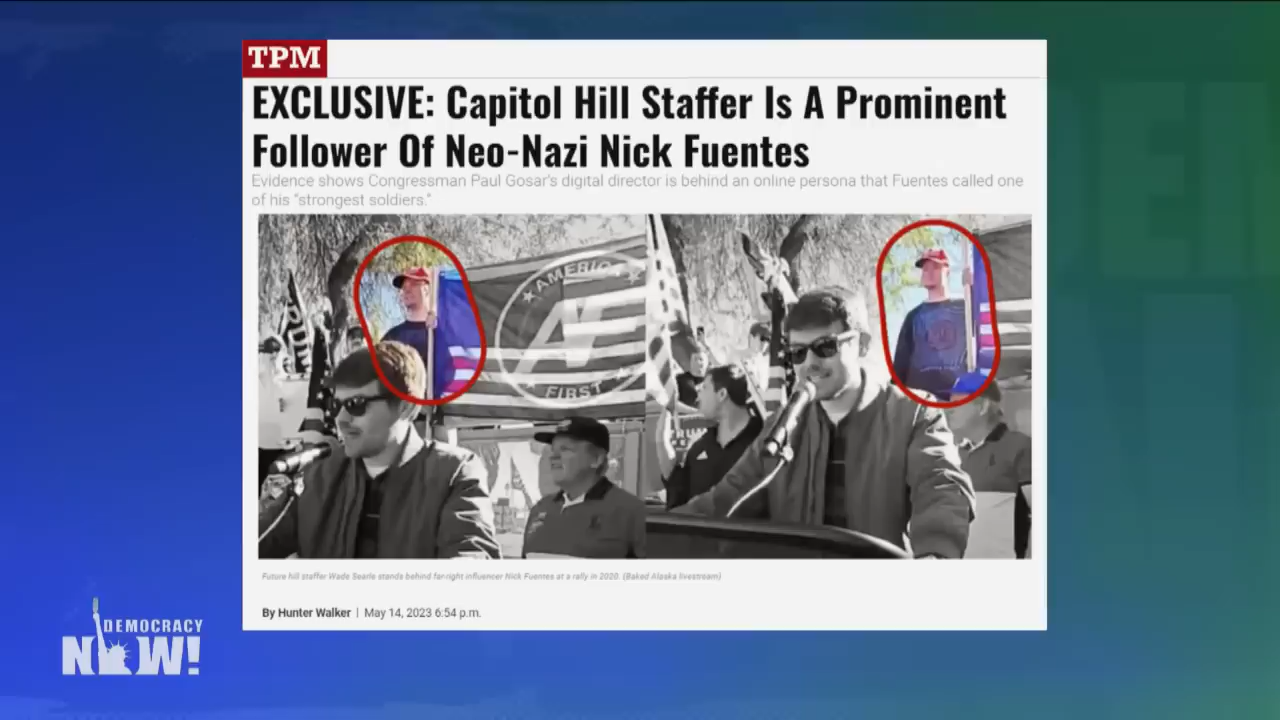 TPM
EXCLUSIVE: Capitol Hill Staffer Is A Prominent
Follower Of Neo-Nazi Nick Fuentes
Evidence shows Congressman Paul Gosar's digital director is behind an online persona that Fuentes called one
of his "strongest soldiers."
AMERICA
AF
FIRST
TRUMP
Future hill staffer Wade Searle stands behind far-right influencer Nick Fuentes at a rally in 2020. (Baked Alaska livestream)
By Hunter Walker | May 14, 2023 6:54 p.m.
DEMOCRACY
NOW!